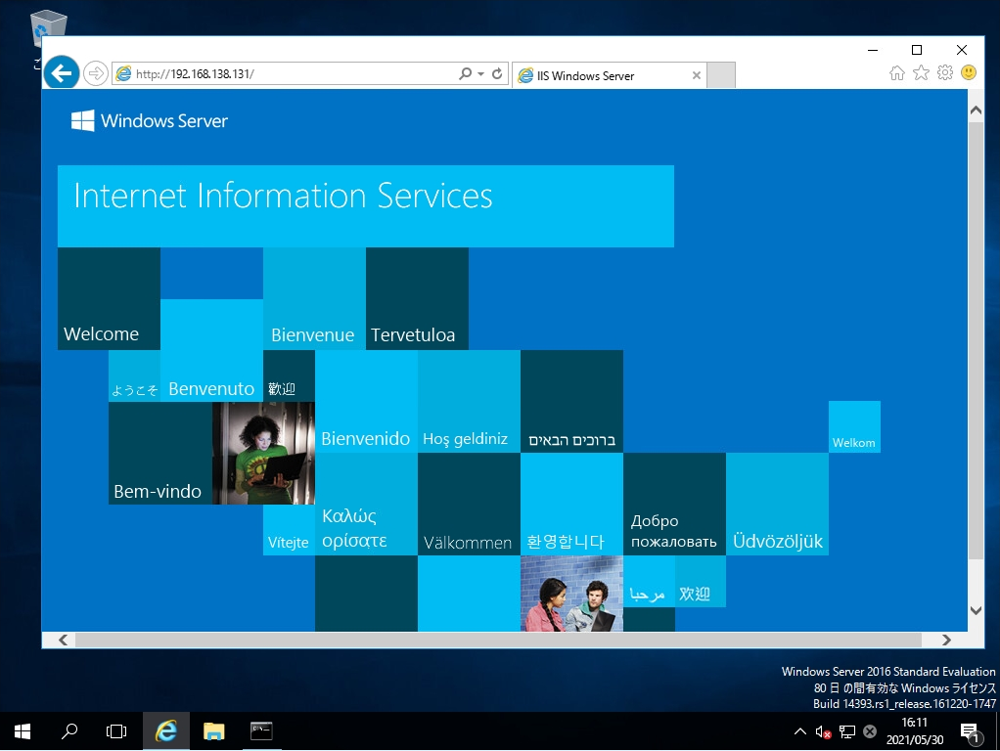 http://192.168.138.131/
IIS Windows Server
Windows Server
Internet Information Services
Welcome
Bienvenue
Tervetuloa
ようこそ
Benvenuto
歡迎
Bienvenido
Hoş geldiniz
ברוכים הבאים
Welkom
Bem-vindo
Vítejte
Καλώς
ορίσατε
Välkommen
환영합니다
Добро
пожаловать
Üdvözöljük
مرحبا
欢迎
Windows Server 2016 Standard Evaluation
80 日 の間有効な Windows ライセンス
Build 14393.rs1_release.161220-1747
16:11
2021/05/30
1